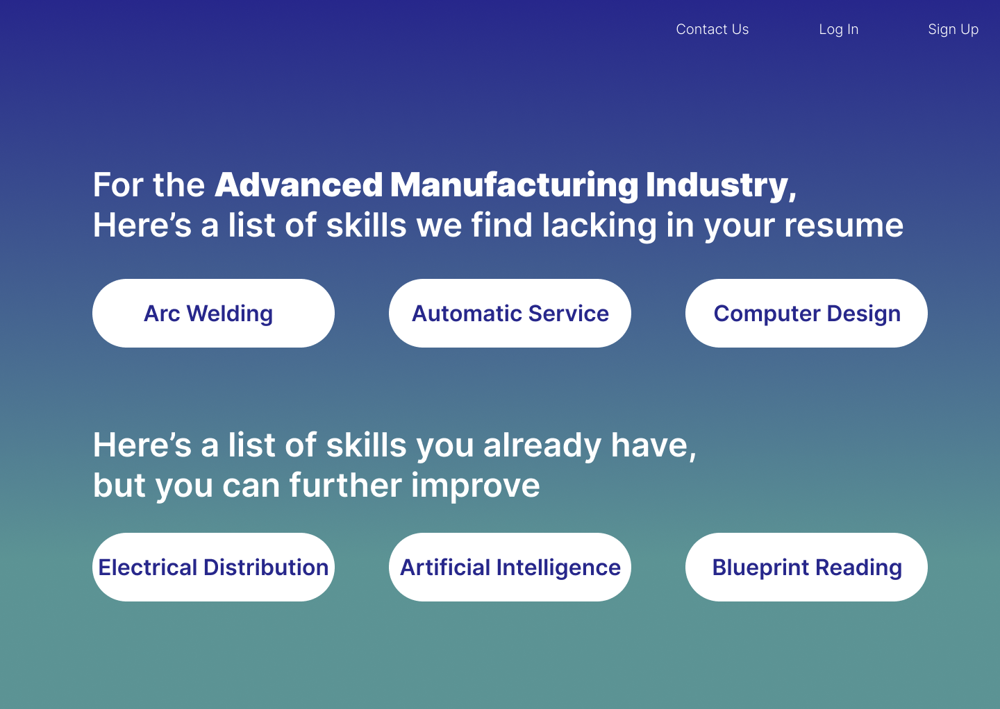 Contact Us Log In Sign Up
For the Advanced Manufacturing Industry,
Here’s a list of skills we find lacking in your resume
Arc Welding Automatic Service Computer Design
Here’s a list of skills you already have,
but you can further improve
Electrical Distribution Artificial Intelligence Blueprint Reading